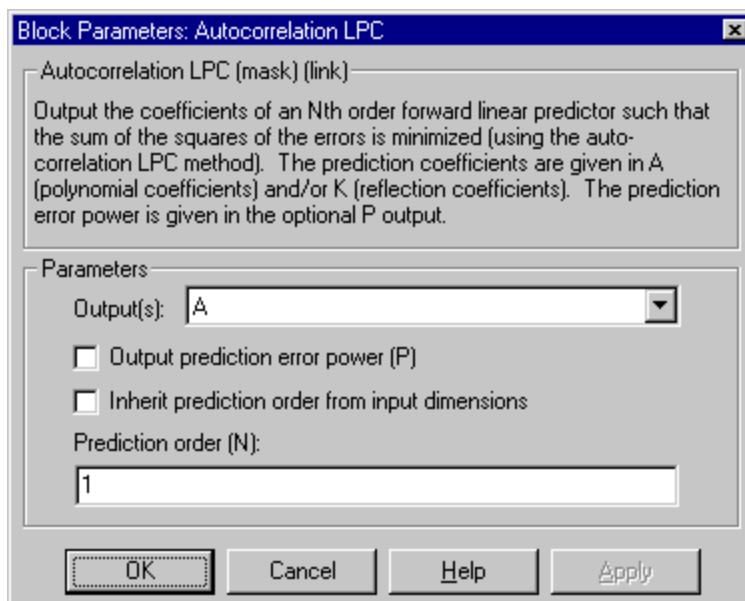 Block Parameters: Autocorrelation LPC
Autocorrelation LPC (mask) (link)
Output the coefficients of an Nth order forward linear predictor such that
the sum of the squares of the errors is minimized (using the auto-
correlation LPC method).  The prediction coefficients are given in A
(polynomial coefficients) and/or K (reflection coefficients).  The prediction
error power is given in the optional P output.
Parameters
Output(s): A
Output prediction error power (P)
Inherit prediction order from input dimensions
Prediction order (N):
1
OK Cancel Help Apply